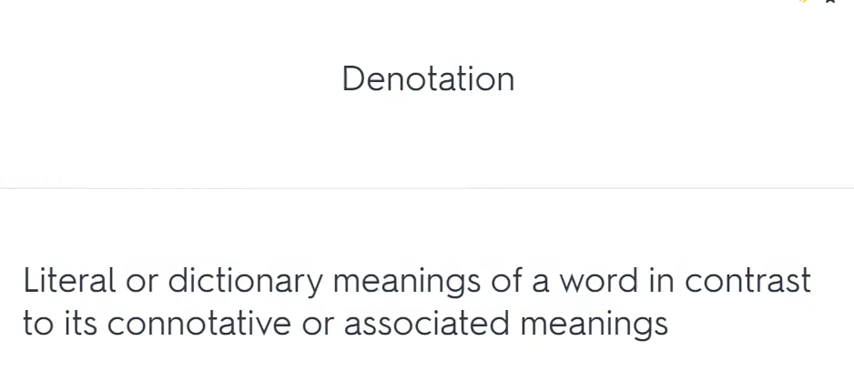 Denotation
Literal or dictionary meanings of a word in contrast
to its connotative or associated meanings